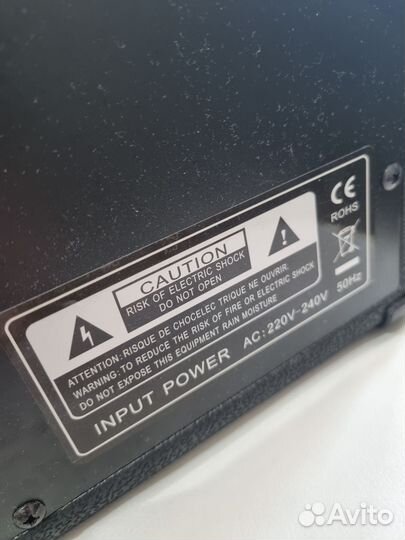 CAUTION
RISK OF ELECTRIC SHOCK
DO NOT OPEN
ATTENTION: RISQUE DE CHOCELEC TRIQUE NE OUVRIR.
WARNING: TO REDUCE THE RISK OF FIRE OR ELECTRIC SHOCK
DO NOT EXPOSE THIS EQUIPMENT RAIN MOISTURE
INPUT POWER AC: 220V-240V
CE
ROHS
50Hz
Avito